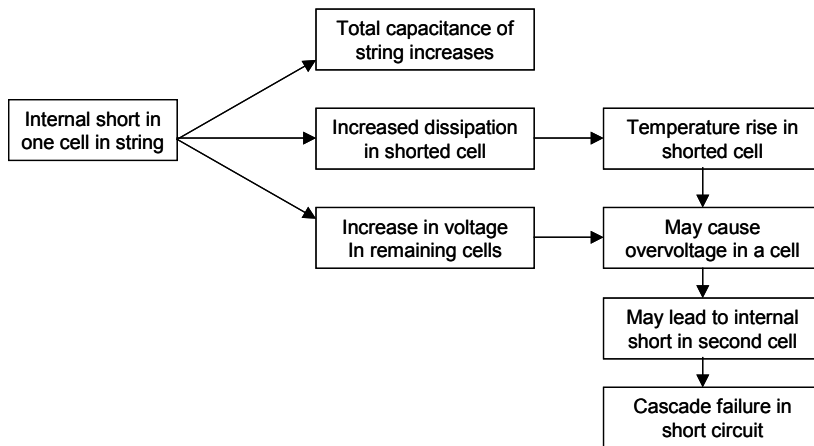 Total capacitance of
string increases
Internal short in
one cell in string
Increased dissipation
in shorted cell
Temperature rise in
shorted cell
Increase in voltage
In remaining cells
May cause
overvoltage in a cell
May lead to internal
short in second cell
Cascade failure in
short circuit